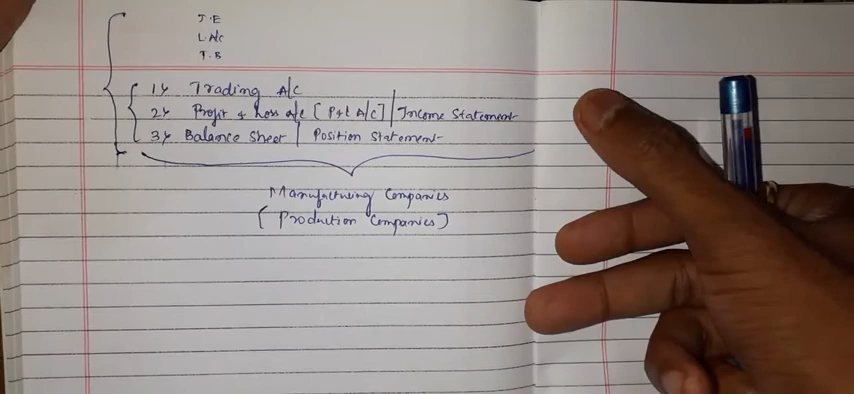 J.E
L.A/c
T.B
1) Trading A/c
2) Profit & Loss a/c [P&L A/c] | Income Statement
3) Balance Sheet | Position Statement
Manufacturing Companies
(Production Companies)